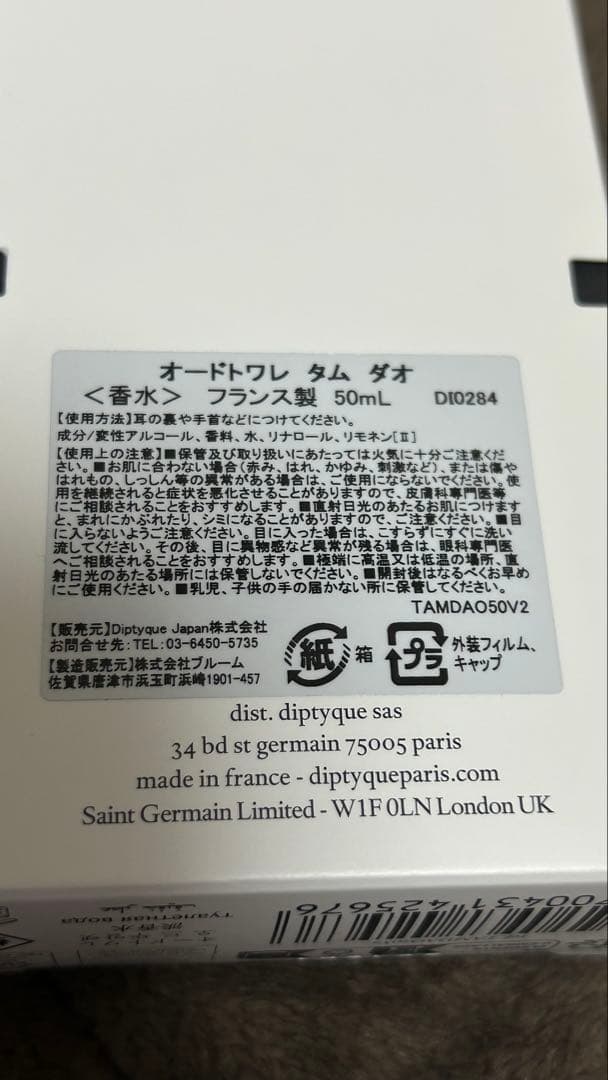 オードトワレ タム ダオ
＜香水＞ フランス製 50mL DI0284
【使用方法】耳の裏や手首などにつけてください。
成分/変性アルコール、香料、水、リナロール、リモネン[Ⅱ]
【使用上の注意】■保管及び取り扱いにあたっては火気に十分ご注意くだ
さい。■お肌に合わない場合(赤み、はれ、かゆみ、刺激など)、または傷や
はれもの、しっしん等の異常がある場合は、ご使用にならないでください。使
用を継続されると症状を悪化させることがありますので、皮膚科専門医等
にご相談されることをおすすめします。■直射日光のあたるお肌につけます
と、まれにかぶれたり、シミになることがありますので、ご注意ください。■目
に入らないようご注意ください。目に入った場合は、こすらずにすぐに洗い
流してください。その後、目に異物感など異常が残る場合は、眼科専門医
へご相談されることをおすすめします。■極端に高温又は低温の場所、直
射日光のあたる場所には保管しないでください。■開封後はなるべくお早め
にご使用ください。■乳児、子供の手の届かない所に保管してください。
TAMDAO50V2
【販売元】Diptyque Japan株式会社
お問合せ先:TEL:03-6450-5735
【製造販売元】株式会社ブルーム
佐賀県唐津市浜玉町浜崎1901-457
紙 箱
プラ 外装フィルム、
キャップ
dist. diptyque sas
34 bd st germain 75005 paris
made in france - diptyqueparis.com
Saint Germain Limited - W1F 0LN London UK
700431425676
туалетная вода
淡香水
オードトワレ